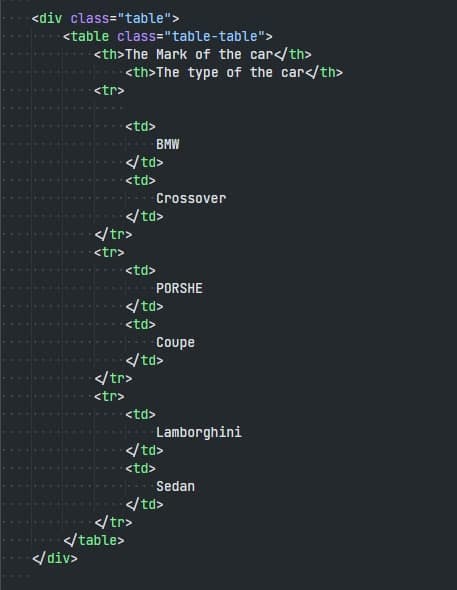 <div class="table">
<table class="table-table">
<th>The Mark of the car</th>
<th>The type of the car</th>
<tr>
<td>
BMW
</td>
<td>
Crossover
</td>
</tr>
<tr>
<td>
PORSHE
</td>
<td>
Coupe
</td>
</tr>
<tr>
<td>
Lamborghini
</td>
<td>
Sedan
</td>
</tr>
</table>
</div>